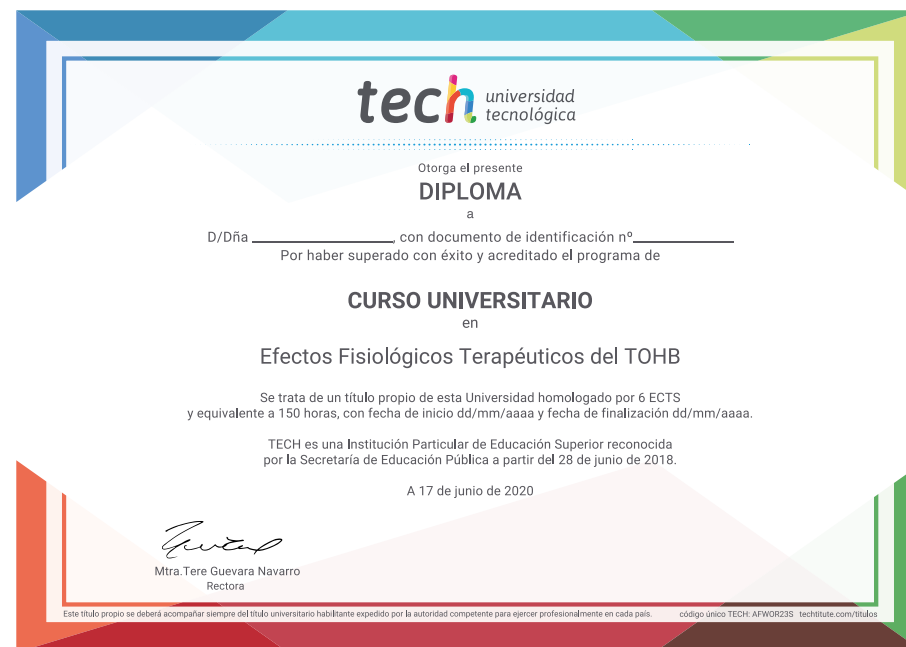 tech universidad
tecnológica
Otorga el presente
DIPLOMA
a
D/Dña ____________________, con documento de identificación nº______________
Por haber superado con éxito y acreditado el programa de
CURSO UNIVERSITARIO
en
Efectos Fisiológicos Terapéuticos del TOHB
Se trata de un título propio de esta Universidad homologado por 6 ECTS
y equivalente a 150 horas, con fecha de inicio dd/mm/aaaa y fecha de finalización dd/mm/aaaa.
TECH es una Institución Particular de Educación Superior reconocida
por la Secretaría de Educación Pública a partir del 28 de junio de 2018.
A 17 de junio de 2020
Mtra.Tere Guevara Navarro
Rectora
Este título propio se deberá acompañar siempre del título universitario habilitante expedido por la autoridad competente para ejercer profesionalmente en cada país. código único TECH: AFWOR23S techtitute.com/títulos